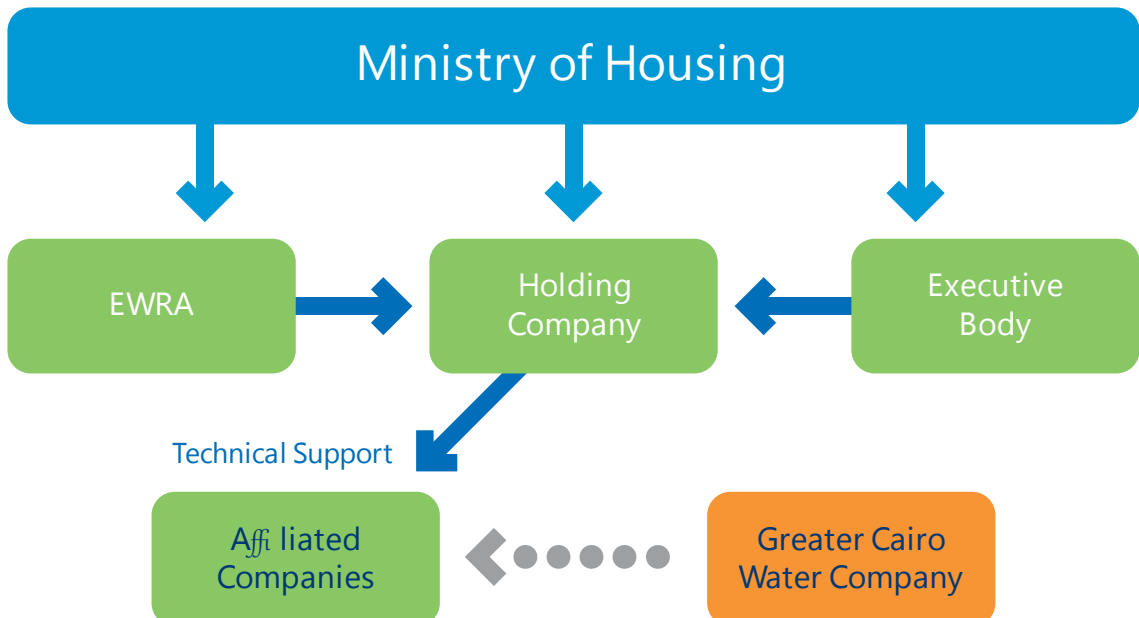 Ministry of Housing
EWRA
Holding
Company
Executive
Body
Technical Support
Affi liated
Companies
Greater Cairo
Water Company